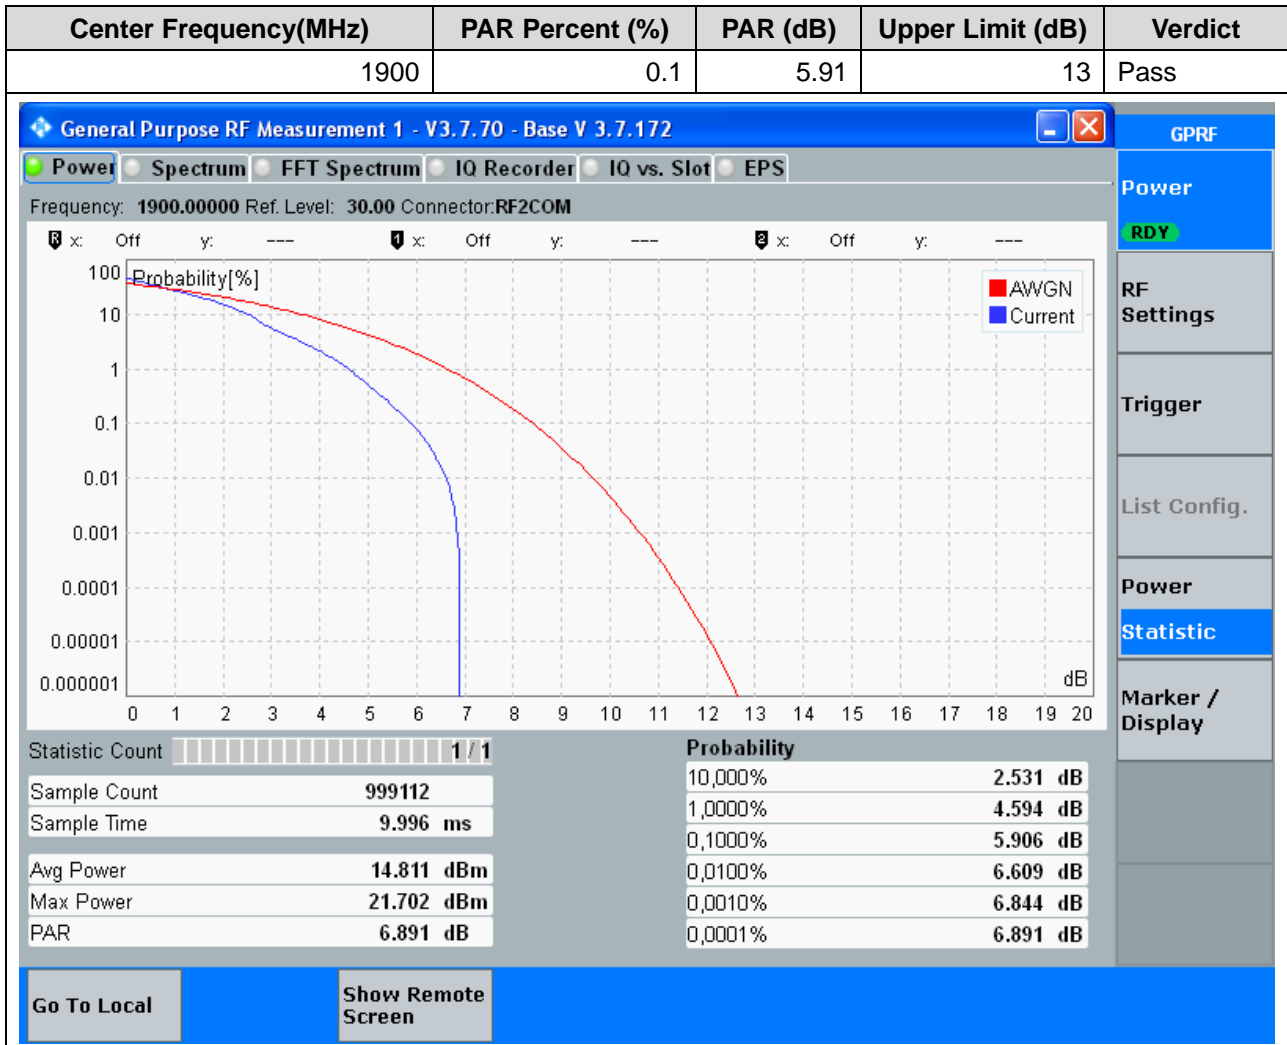 Center Frequency(MHz) PAR Percent (%) PAR (dB) Upper Limit (dB) Verdict
1900 0.1 5.91 13 Pass
General Purpose RF Measurement 1 - V3.7.70 - Base V 3.7.172
GPRF
Power Spectrum FFT Spectrum IQ Recorder IQ vs. Slot EPS
Power
RDY
Frequency: 1900.00000 Ref. Level: 30.00 Connector:RF2COM
R x: Off y: --- 1 x: Off y: --- 2 x: Off y: ---
Probability[%]
AWGN
Current
100
10
1
0.1
0.01
0.001
0.0001
0.00001
0.000001
dB
0 1 2 3 4 5 6 7 8 9 10 11 12 13 14 15 16 17 18 19 20
RF
Settings
Trigger
List Config.
Power
Statistic
Marker /
Display
Statistic Count 1 / 1
Sample Count 999112
Sample Time 9.996 ms
Avg Power 14.811 dBm
Max Power 21.702 dBm
PAR 6.891 dB
Probability
10,000% 2.531 dB
1,0000% 4.594 dB
0,1000% 5.906 dB
0,0100% 6.609 dB
0,0010% 6.844 dB
0,0001% 6.891 dB
Go To Local
Show Remote
Screen